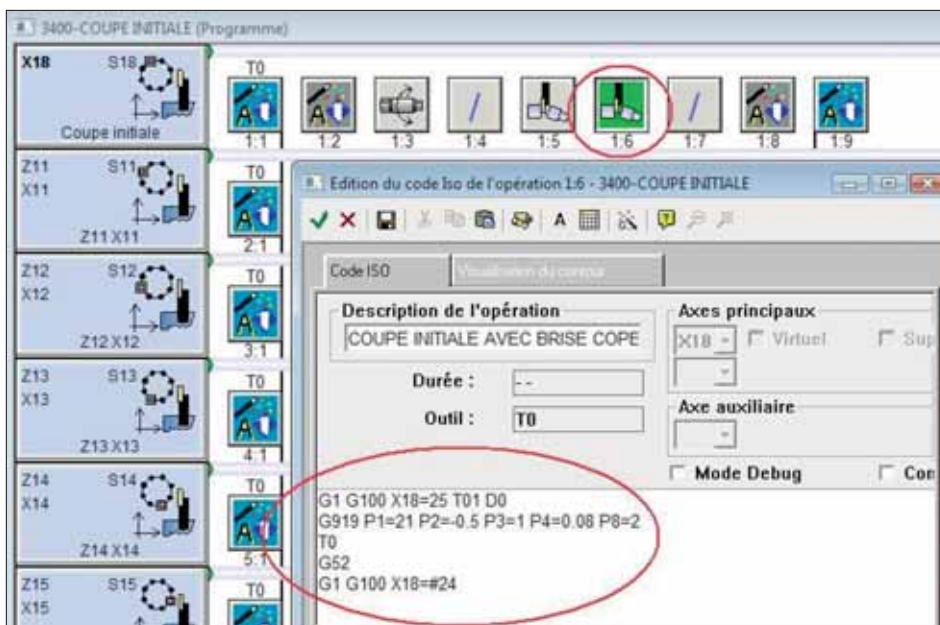 3400-COUPE INITIALE (Programme)
X18 S18
Coupe initiale
T0
1:1 1:2 1:3 1:4 1:5 1:6 1:7 1:8 1:9
Z11 S11
X11
Z11 X11
T0
2:1
Z12 S12
X12
Z12 X12
T0
3:1
Z13 S13
X13
Z13 X13
T0
4:1
Z14 S14
X14
Z14 X14
T0
5:1
Z15 S15
X15
T0
Edition du code Iso de l'opération 1:6 - 3400-COUPE INITIALE
Code ISO
Visualisation du contour
Description de l'opération
COUPE INITIALE AVEC BRISE COPE
Durée :
--
Outil :
T0
Axes principaux
X18 Virtuel Sup
Axe auxiliaire
Mode Debug Con
G1 G100 X18=25 T01 D0
G919 P1=21 P2=-0.5 P3=1 P4=0.08 P8=2
T0
G52
G1 G100 X18=#24